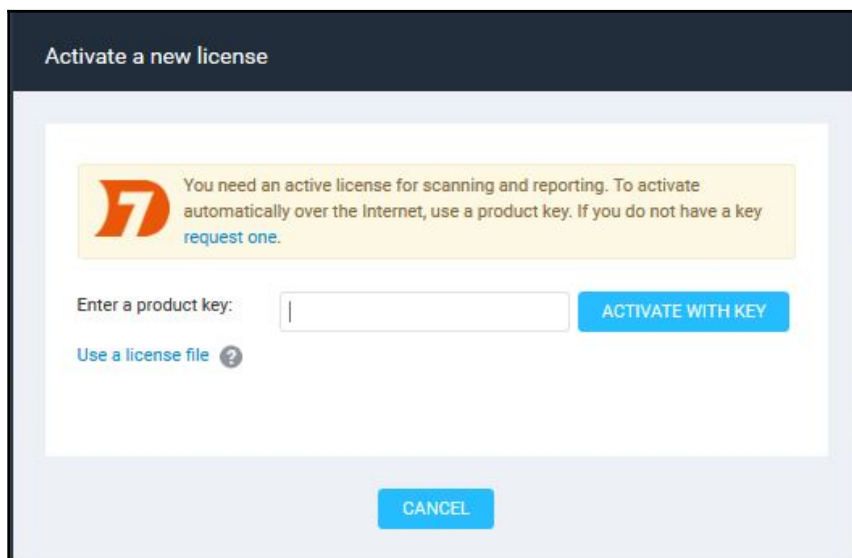 Activate a new license
You need an active license for scanning and reporting. To activate
automatically over the Internet, use a product key. If you do not have a key
request one.
Enter a product key:
ACTIVATE WITH KEY
Use a license file ?
CANCEL